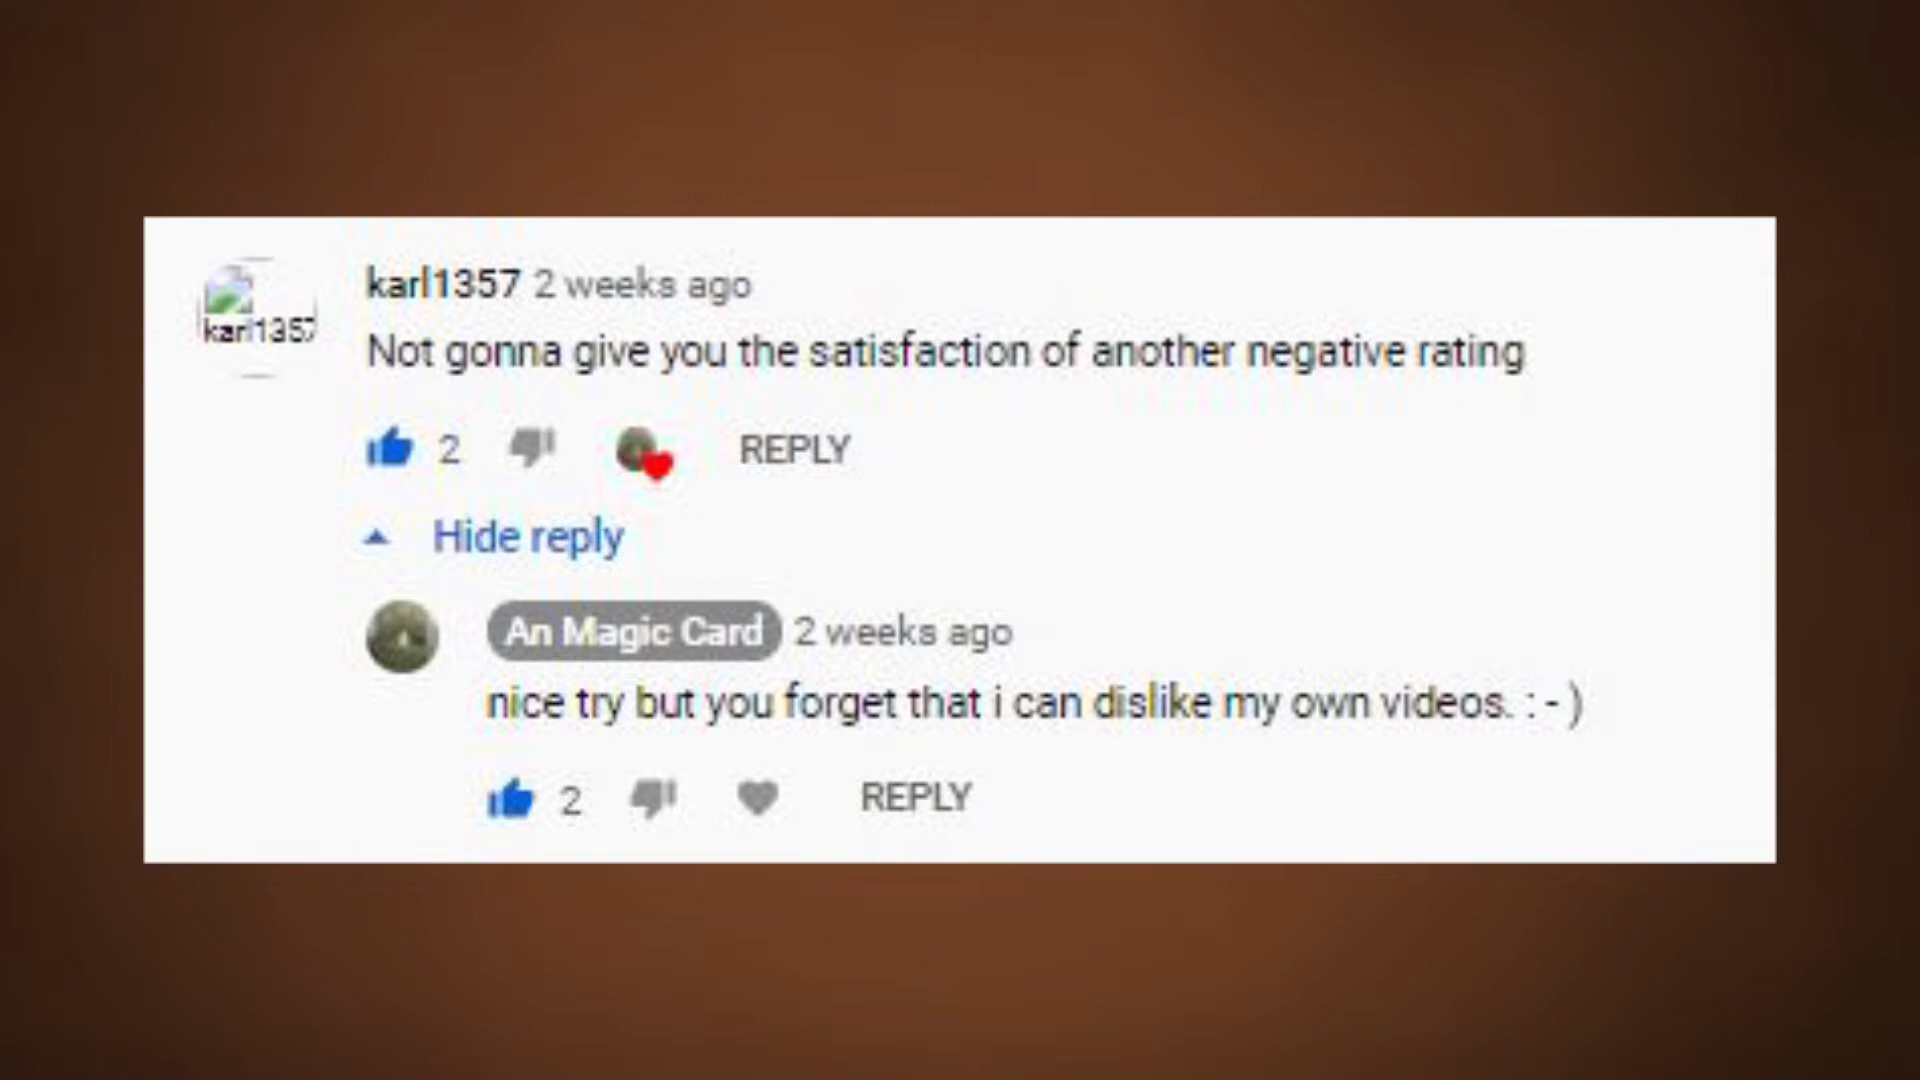 karl1357 2 weeks ago
karl1357
Not gonna give you the satisfaction of another negative rating
2 REPLY
Hide reply
An Magic Card 2 weeks ago
nice try but you forget that i can dislike my own videos. : - )
2 REPLY